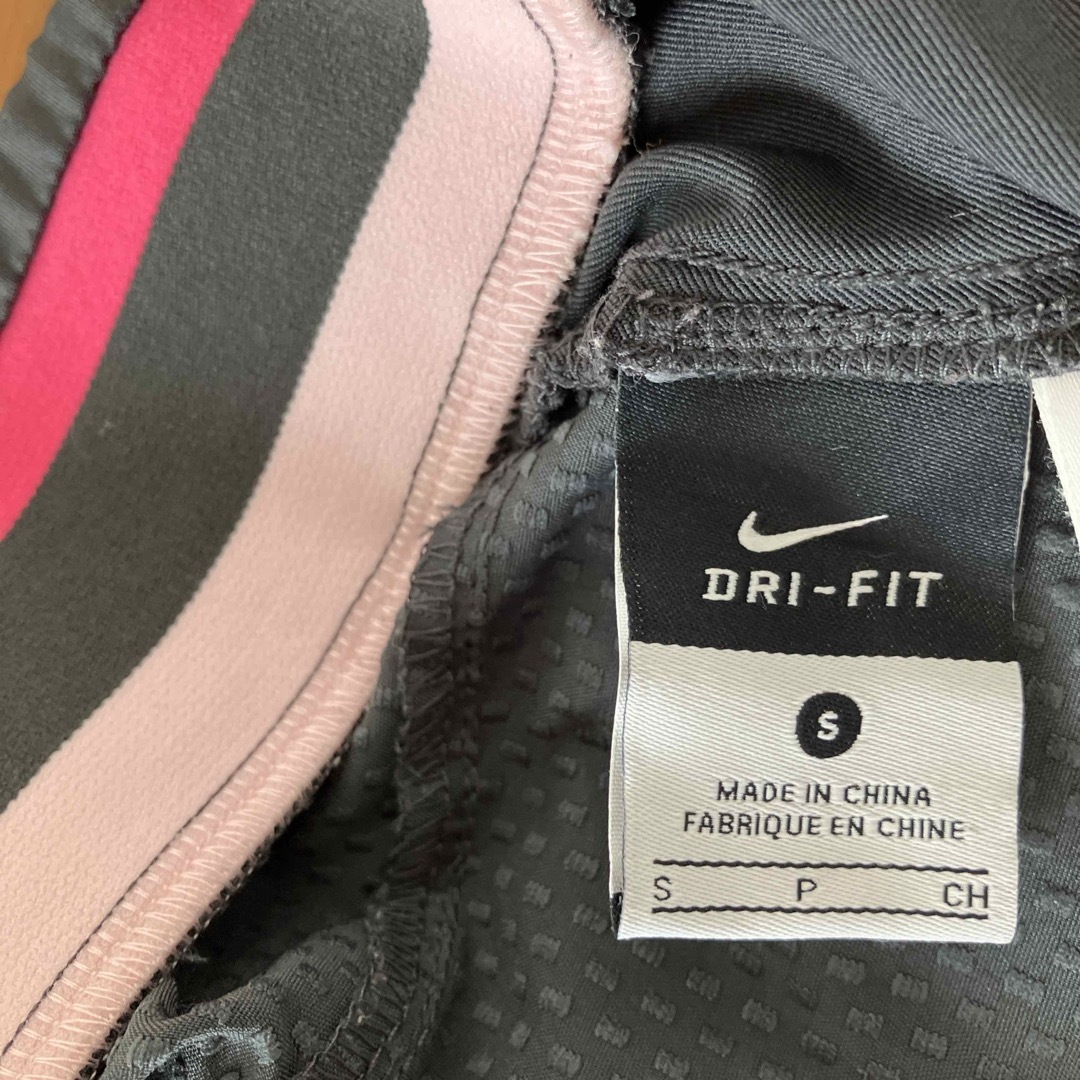 DRI-FIT
S
MADE IN CHINA
FABRIQUE EN CHINE
S P CH